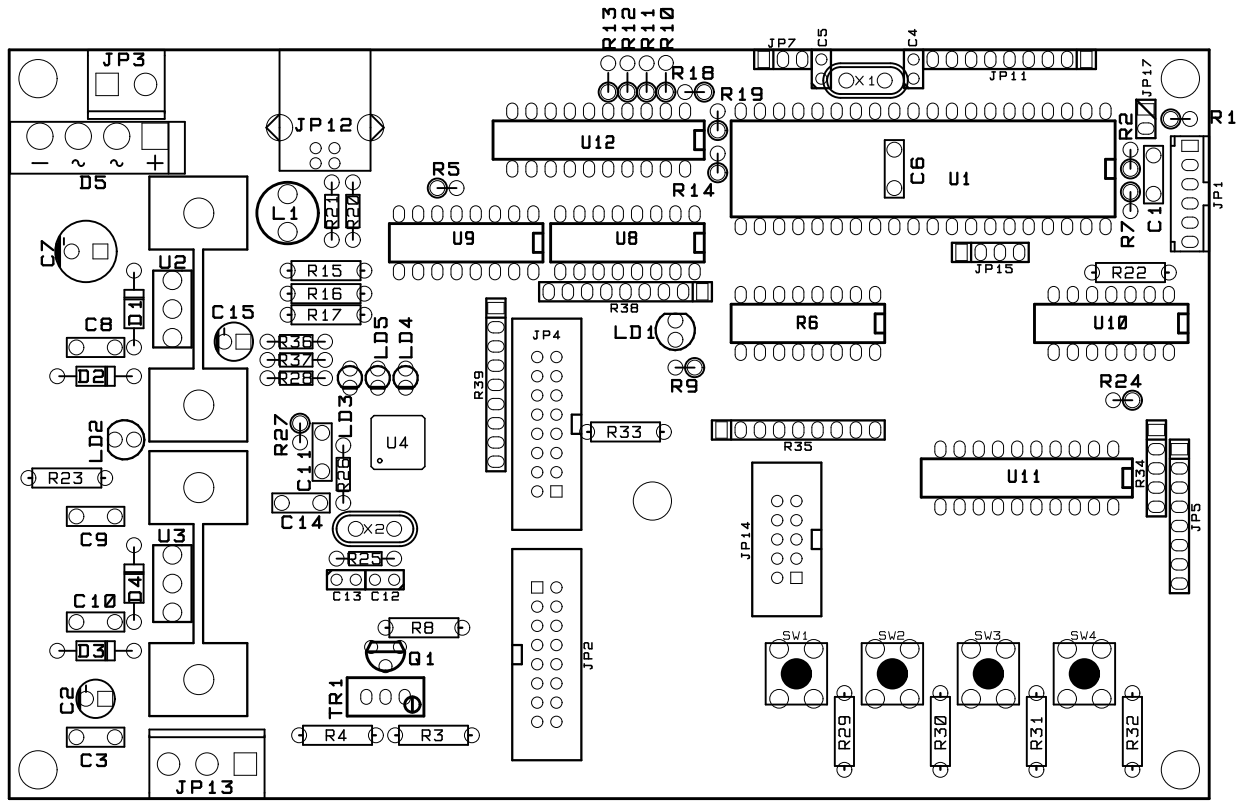 R13
R12
R11
R10
JP3
JP7
C5
C4
X1
JP11
JP17
R18
R19
R2
R1
JP12
U12
U1
C6
− ~ ~ +
D5
R5
R14
R7
C1
JP1
L1
R21
R20
C7
U2
U9
U8
JP15
R15
R22
D1
R16
R38
C15
R17
C8
LD5
LD4
JP4
LD1
R6
U10
R36
R37
D2
R28
R39
R9
R24
LD3
LD2
R27
U4
R33
R35
C11
R26
R34
R23
U11
C14
JP5
C9
U3
X2
JP14
R25
D4
C13
C12
C10
R8
SW1
SW2
SW3
SW4
D3
Q1
JP2
C2
TR1
R4
R3
R29
R30
R31
R32
C3
JP13